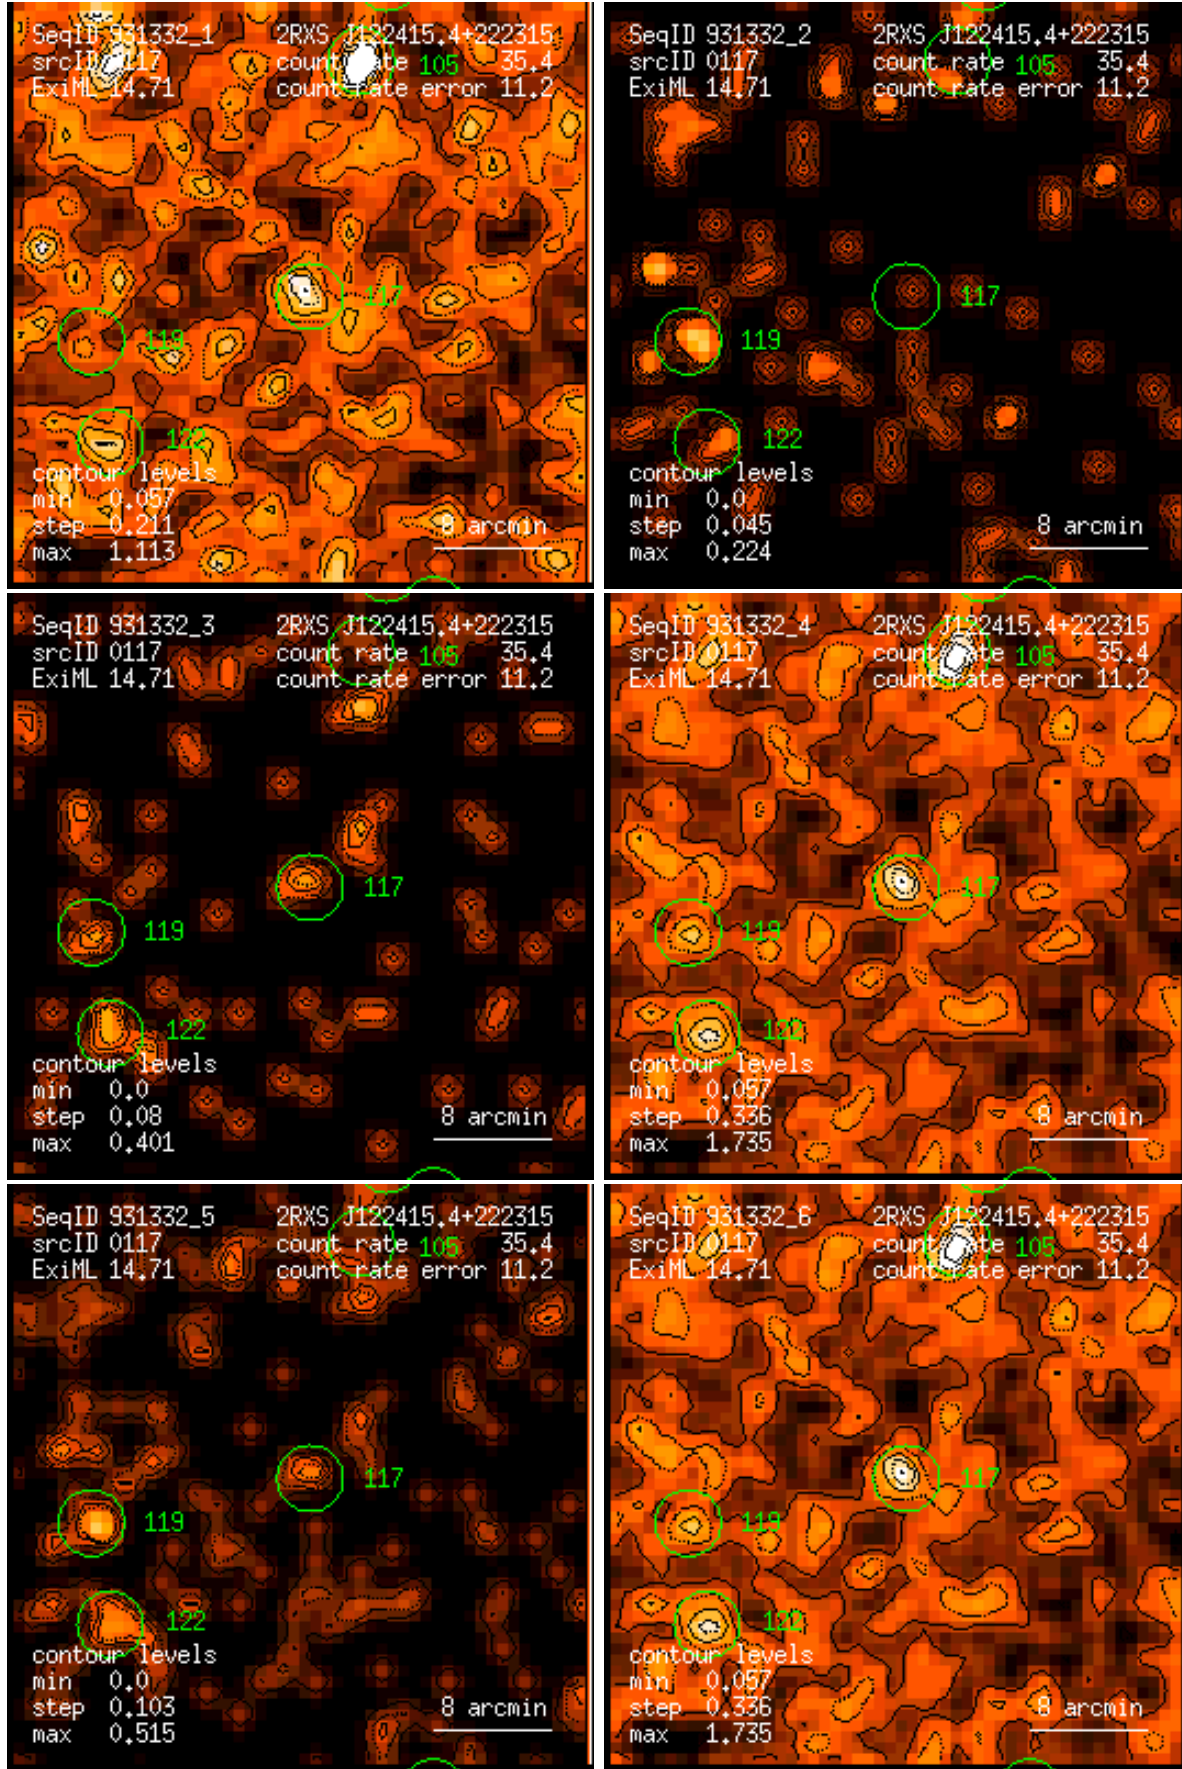 SeqID 931332_1 2RXS J122415.4+222315
srcID 0117 count rate 105 35.4
ExiML 14.71 count rate error 11.2
117
119
122
contour levels
min 0.057
step 0.211 8 arcmin
max 1.113
SeqID 931332_2 2RXS J122415.4+222315
srcID 0117 count rate 105 35.4
ExiML 14.71 count rate error 11.2
117
119
122
contour levels
min 0.0
step 0.045 8 arcmin
max 0.224
SeqID 931332_3 2RXS J122415.4+222315
srcID 0117 count rate 105 35.4
ExiML 14.71 count rate error 11.2
117
119
122
contour levels
min 0.0
step 0.08 8 arcmin
max 0.401
SeqID 931332_4 2RXS J122415.4+222315
srcID 0117 count rate 105 35.4
ExiML 14.71 count rate error 11.2
117
119
122
contour levels
min 0.057
step 0.336 8 arcmin
max 1.735
SeqID 931332_5 2RXS J122415.4+222315
srcID 0117 count rate 105 35.4
ExiML 14.71 count rate error 11.2
117
119
122
contour levels
min 0.0
step 0.103 8 arcmin
max 0.515
SeqID 931332_6 2RXS J122415.4+222315
srcID 0117 count rate 105 35.4
ExiML 14.71 count rate error 11.2
117
119
122
contour levels
min 0.057
step 0.336 8 arcmin
max 1.735